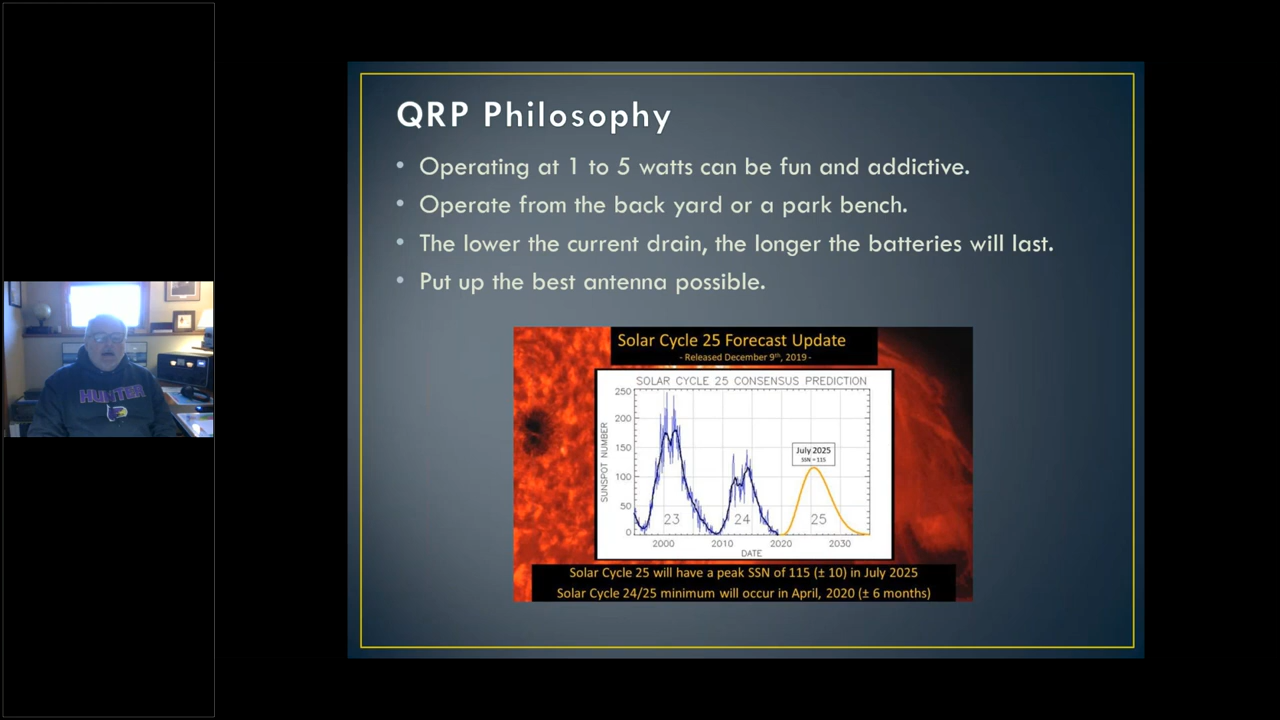 QRP Philosophy
• Operating at 1 to 5 watts can be fun and addictive.
• Operate from the back yard or a park bench.
• The lower the current drain, the longer the batteries will last.
• Put up the best antenna possible.
Solar Cycle 25 Forecast Update
- Released December 9th, 2019 -
SOLAR CYCLE 25 CONSENSUS PREDICTION
250
200
150
100
50
0
SUNSPOT NUMBER
July 2025
SSN = 115
23
24
25
2000
2010
2020
2030
DATE
Solar Cycle 25 will have a peak SSN of 115 (± 10) in July 2025
Solar Cycle 24/25 minimum will occur in April, 2020 (± 6 months)
HUNTER